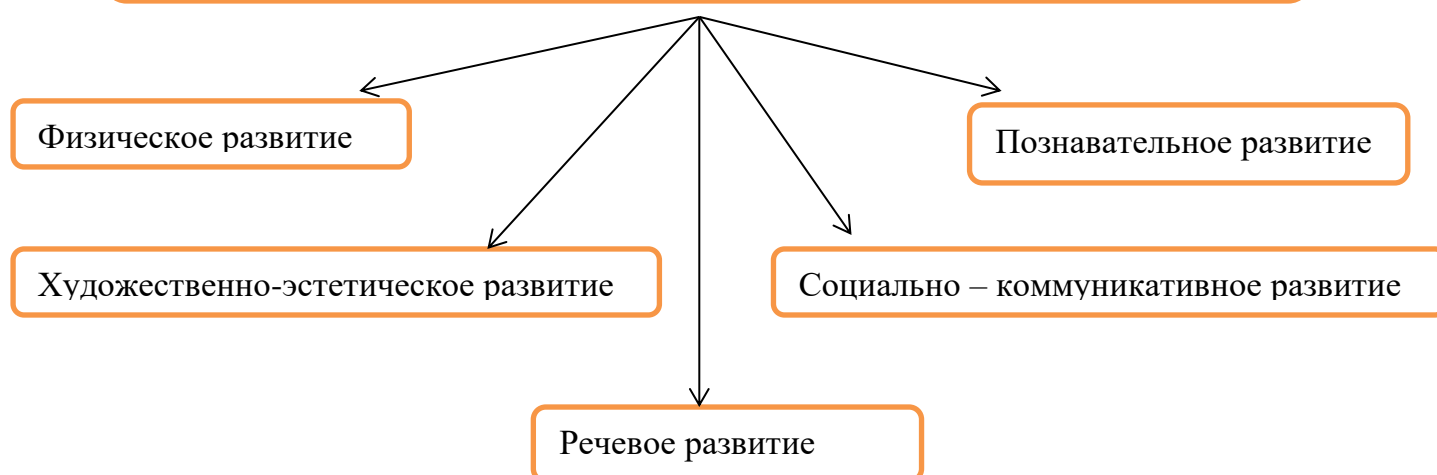 Физическое развитие
Познавательное развитие
Художественно-эстетическое развитие
Социально – коммуникативное развитие
Речевое развитие